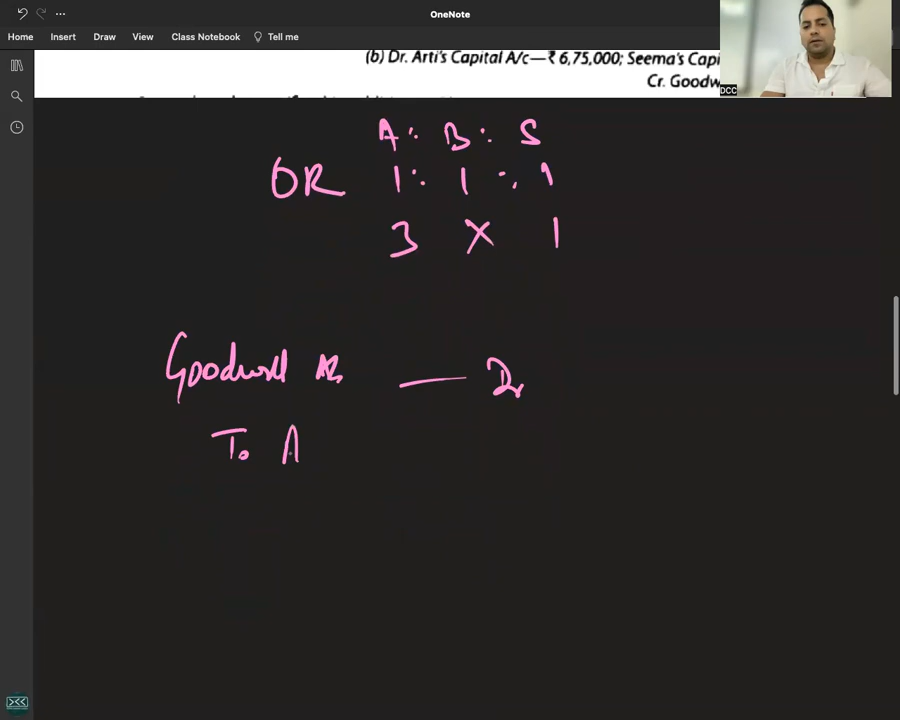 OneNote
Home Insert Draw View Class Notebook Tell me
(b) Dr. Arti's Capital A/c—₹ 6,75,000; Seema's Capi
Cr. Goodw
DCC
A : B : S
OR 1 : 1 : 1
3 X 1
Goodwill A/c — Dr
To A